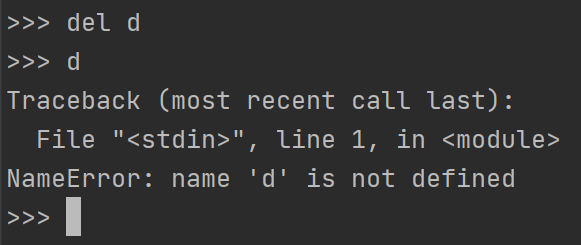 >>> del d
>>> d
Traceback (most recent call last):
  File "<stdin>", line 1, in <module>
NameError: name 'd' is not defined
>>>